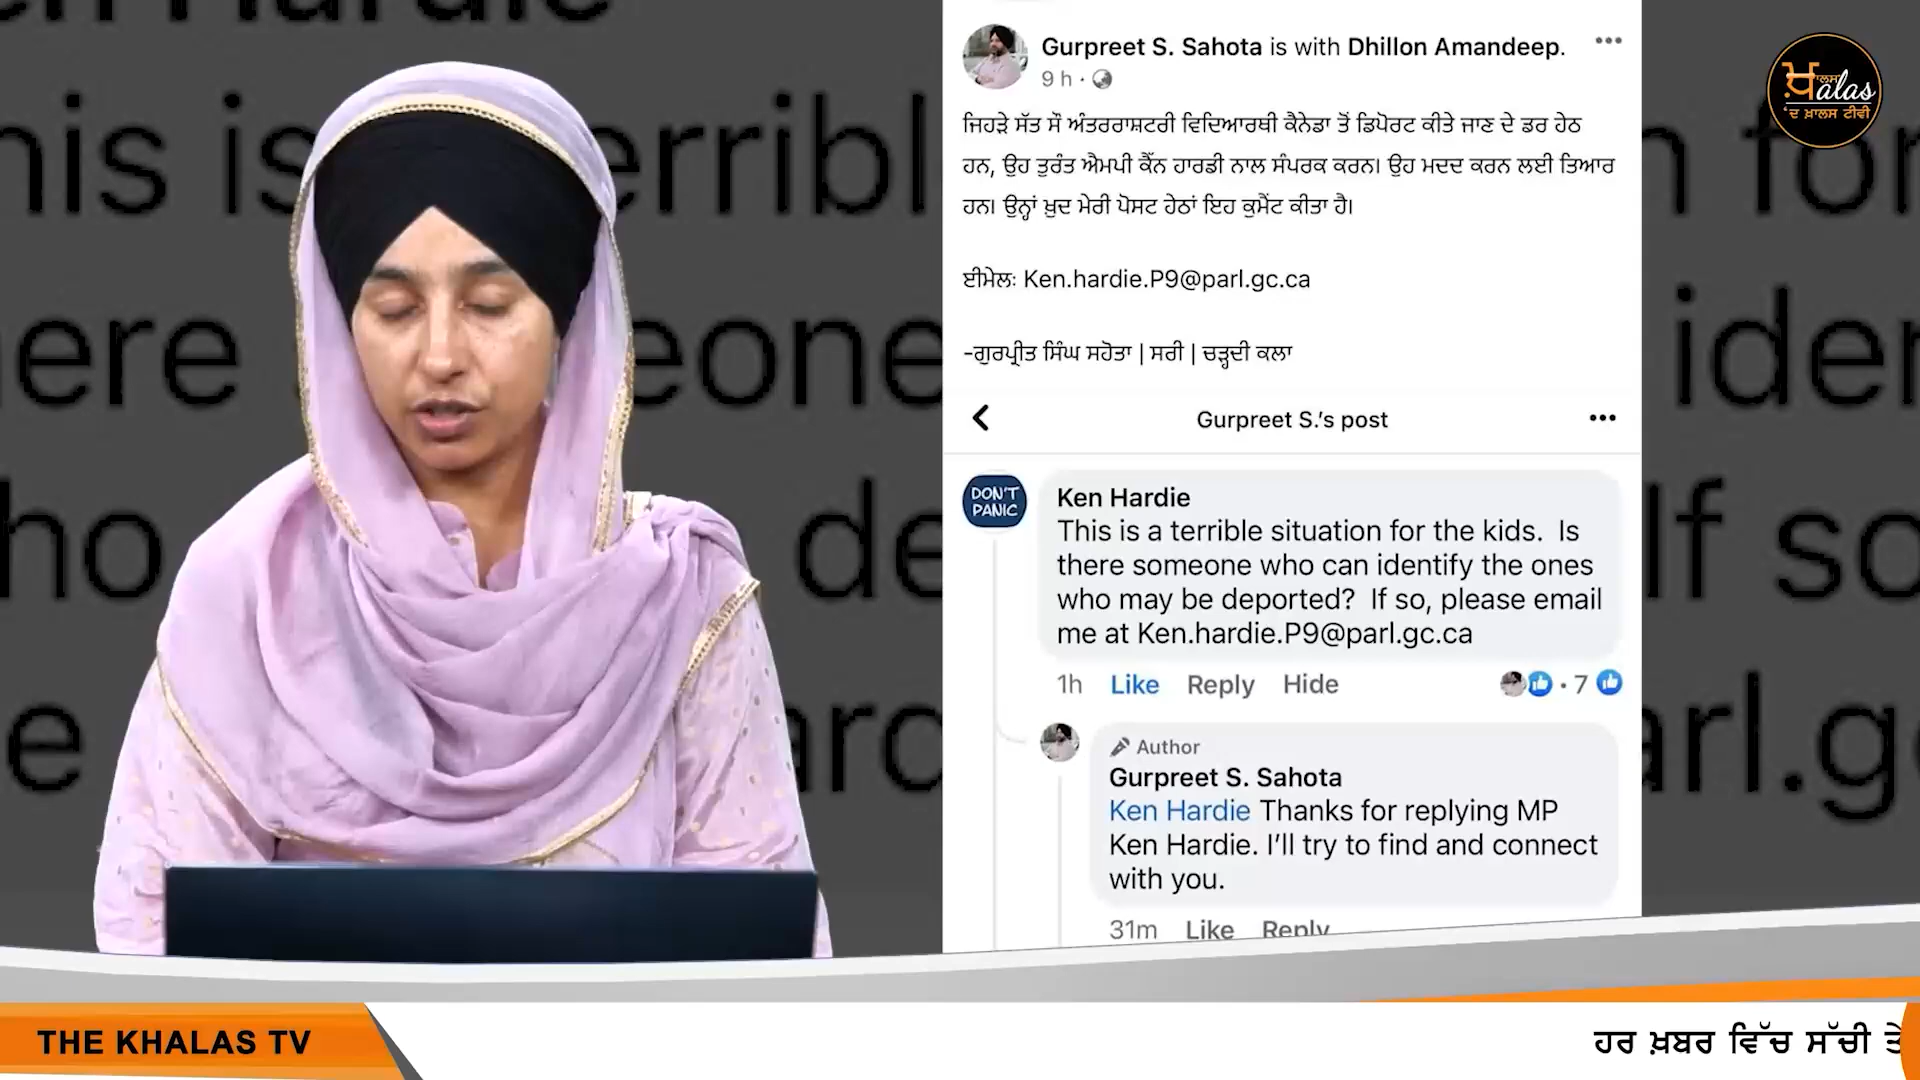 Gurpreet S. Sahota is with Dhillon Amandeep.
9 h
ਜਿਹੜੇ ਸੱਤ ਸੌ ਅੰਤਰਰਾਸ਼ਟਰੀ ਵਿਦਿਆਰਥੀ ਕੈਨੇਡਾ ਤੋਂ ਡਿਪੋਰਟ ਕੀਤੇ ਜਾਣ ਦੇ ਡਰ ਹੇਠ
ਹਨ, ਉਹ ਤੁਰੰਤ ਐਮਪੀ ਕੈੱਨ ਹਾਰਡੀ ਨਾਲ ਸੰਪਰਕ ਕਰਨ। ਉਹ ਮਦਦ ਕਰਨ ਲਈ ਤਿਆਰ
ਹਨ। ਉਨ੍ਹਾਂ ਖ਼ੁਦ ਮੇਰੀ ਪੋਸਟ ਹੇਠਾਂ ਇਹ ਕੁਮੈਂਟ ਕੀਤਾ ਹੈ।
ਈਮੇਲ: Ken.hardie.P9@parl.gc.ca
-ਗੁਰਪ੍ਰੀਤ ਸਿੰਘ ਸਹੋਤਾ | ਸਰੀ | ਚੜ੍ਹਦੀ ਕਲਾ
Gurpreet S.'s post
DON'T
PANIC
Ken Hardie
This is a terrible situation for the kids. Is
there someone who can identify the ones
who may be deported? If so, please email
me at Ken.hardie.P9@parl.gc.ca
1h Like Reply Hide 7
Author
Gurpreet S. Sahota
Ken Hardie Thanks for replying MP
Ken Hardie. I'll try to find and connect
with you.
31m Like Reply
ਖ਼ਾਲਸ
alas
'ਦ ਖ਼ਾਲਸ ਟੀਵੀ
THE KHALAS TV
ਹਰ ਖ਼ਬਰ ਵਿੱਚ ਸੱਚੀ ਤੇ